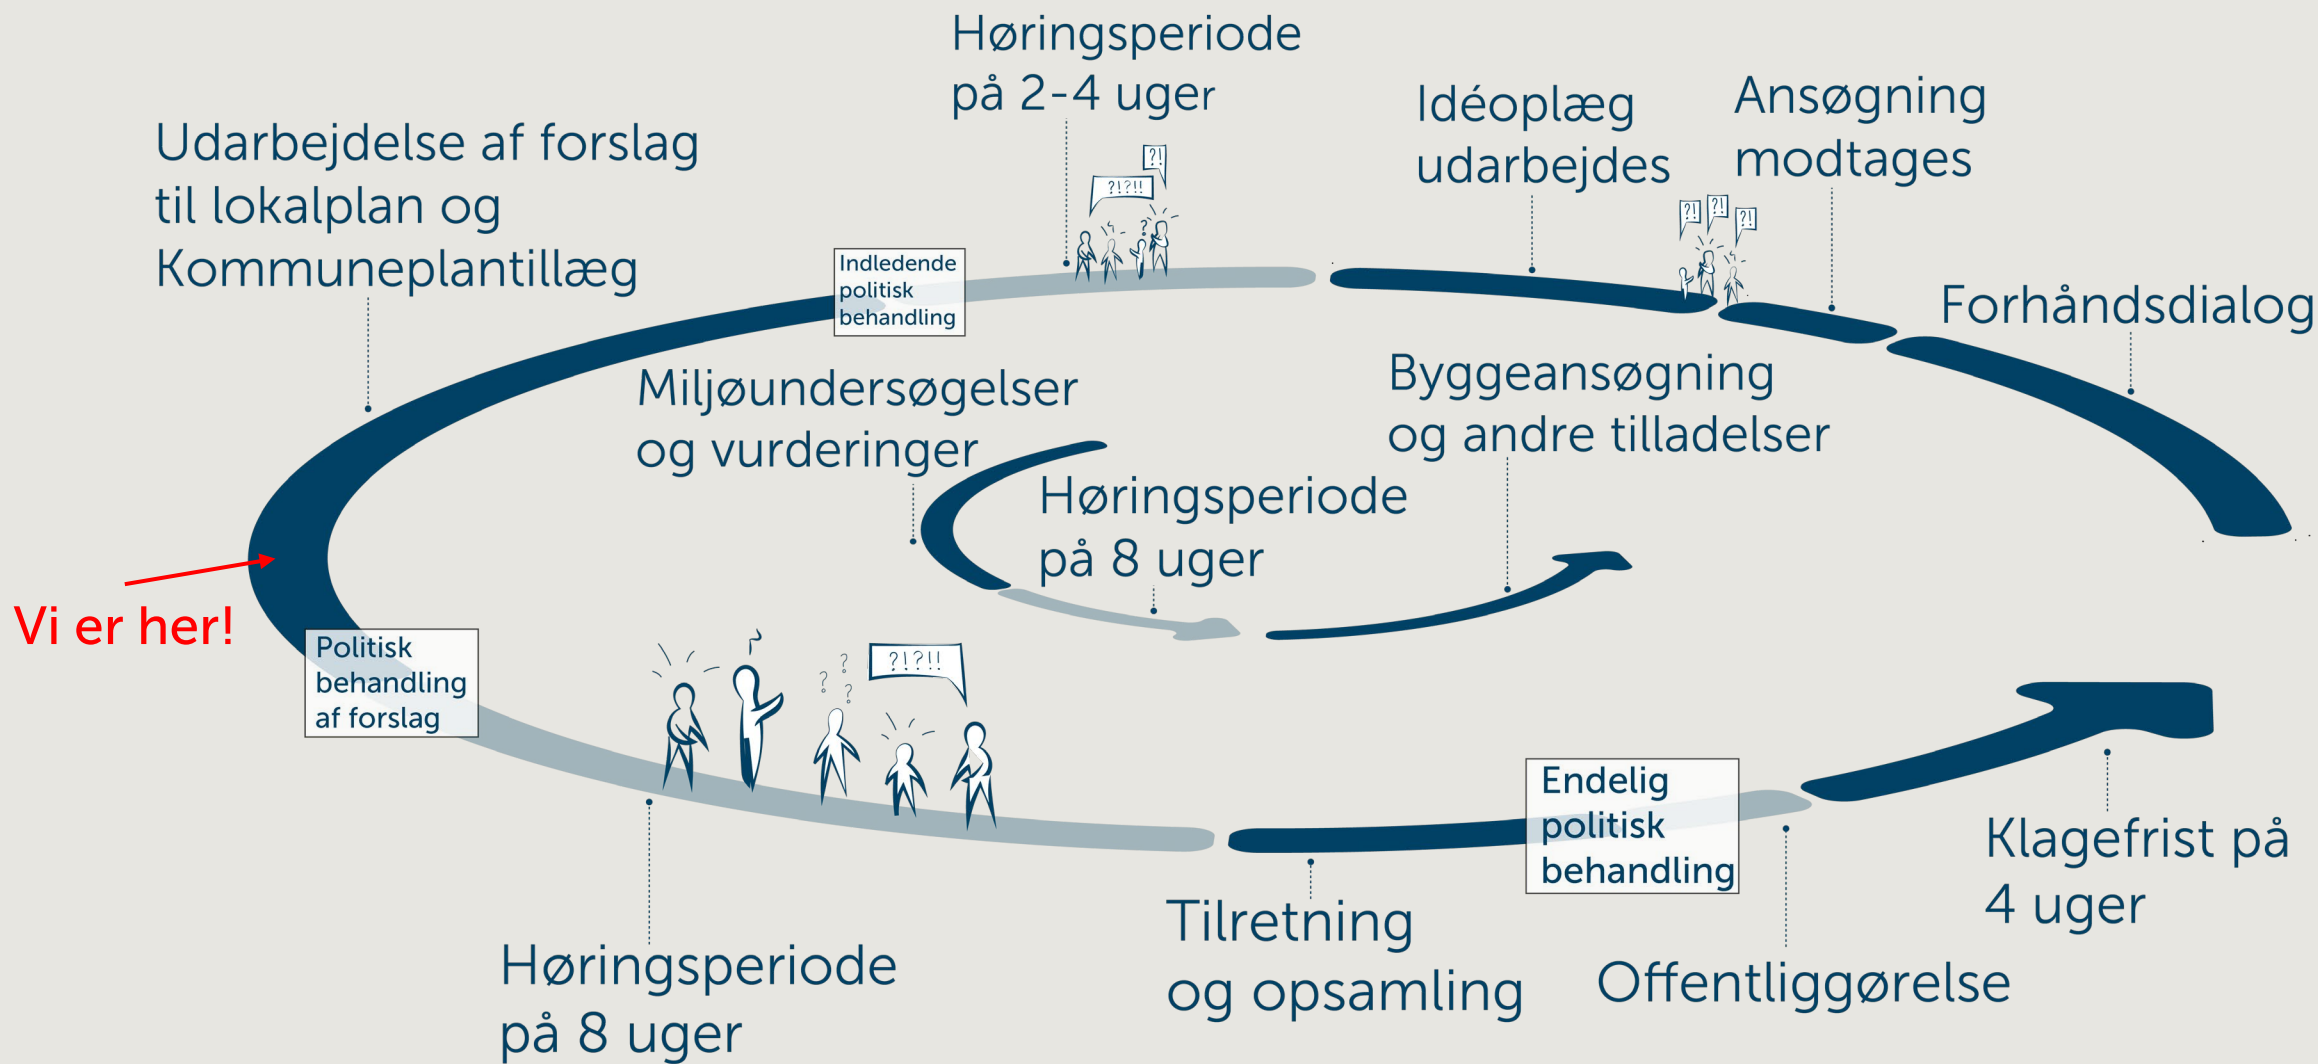 Høringsperiode
på 2-4 uger
Idéoplæg
udarbejdes
Ansøgning
modtages
Udarbejdelse af forslag
til lokalplan og
Kommuneplantillæg
?!
?!?!!
?
?!
?!
?!
Indledende
politisk
behandling
Forhåndsdialog
Miljøundersøgelser
og vurderinger
Byggeansøgning
og andre tilladelser
Høringsperiode
på 8 uger
Vi er her!
Politisk
behandling
af forslag
?
?
?
?!?!!
Endelig
politisk
behandling
Klagefrist på
4 uger
Tilretning
og opsamling
Offentliggørelse
Høringsperiode
på 8 uger